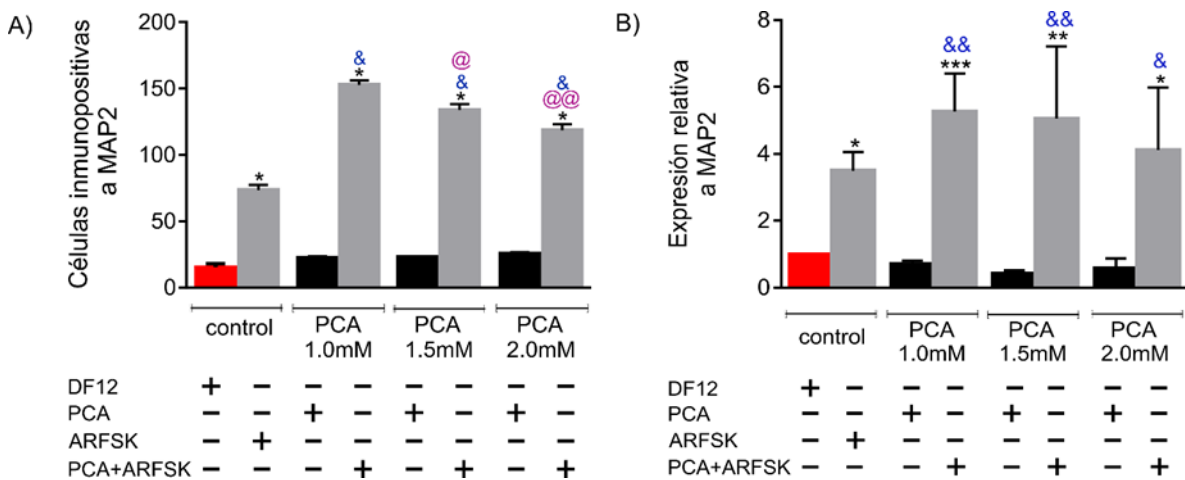 A)
Células inmunopositivas
a MAP2
200
150
100
50
0
*
&
*
@
&
*
&
@@
*
control
PCA
1.0mM
PCA
1.5mM
PCA
2.0mM
DF12 + − − − − − − −
PCA − − + − + − + −
ARFSK − + − − − − − −
PCA+ARFSK − − − + − + − +
B)
Expresión relativa
a MAP2
8
6
4
2
0
*
&&
***
&&
**
&
*
control
PCA
1.0mM
PCA
1.5mM
PCA
2.0mM
DF12 + − − − − − − −
PCA − − + − + − + −
ARFSK − + − − − − − −
PCA+ARFSK − − − + − + − +